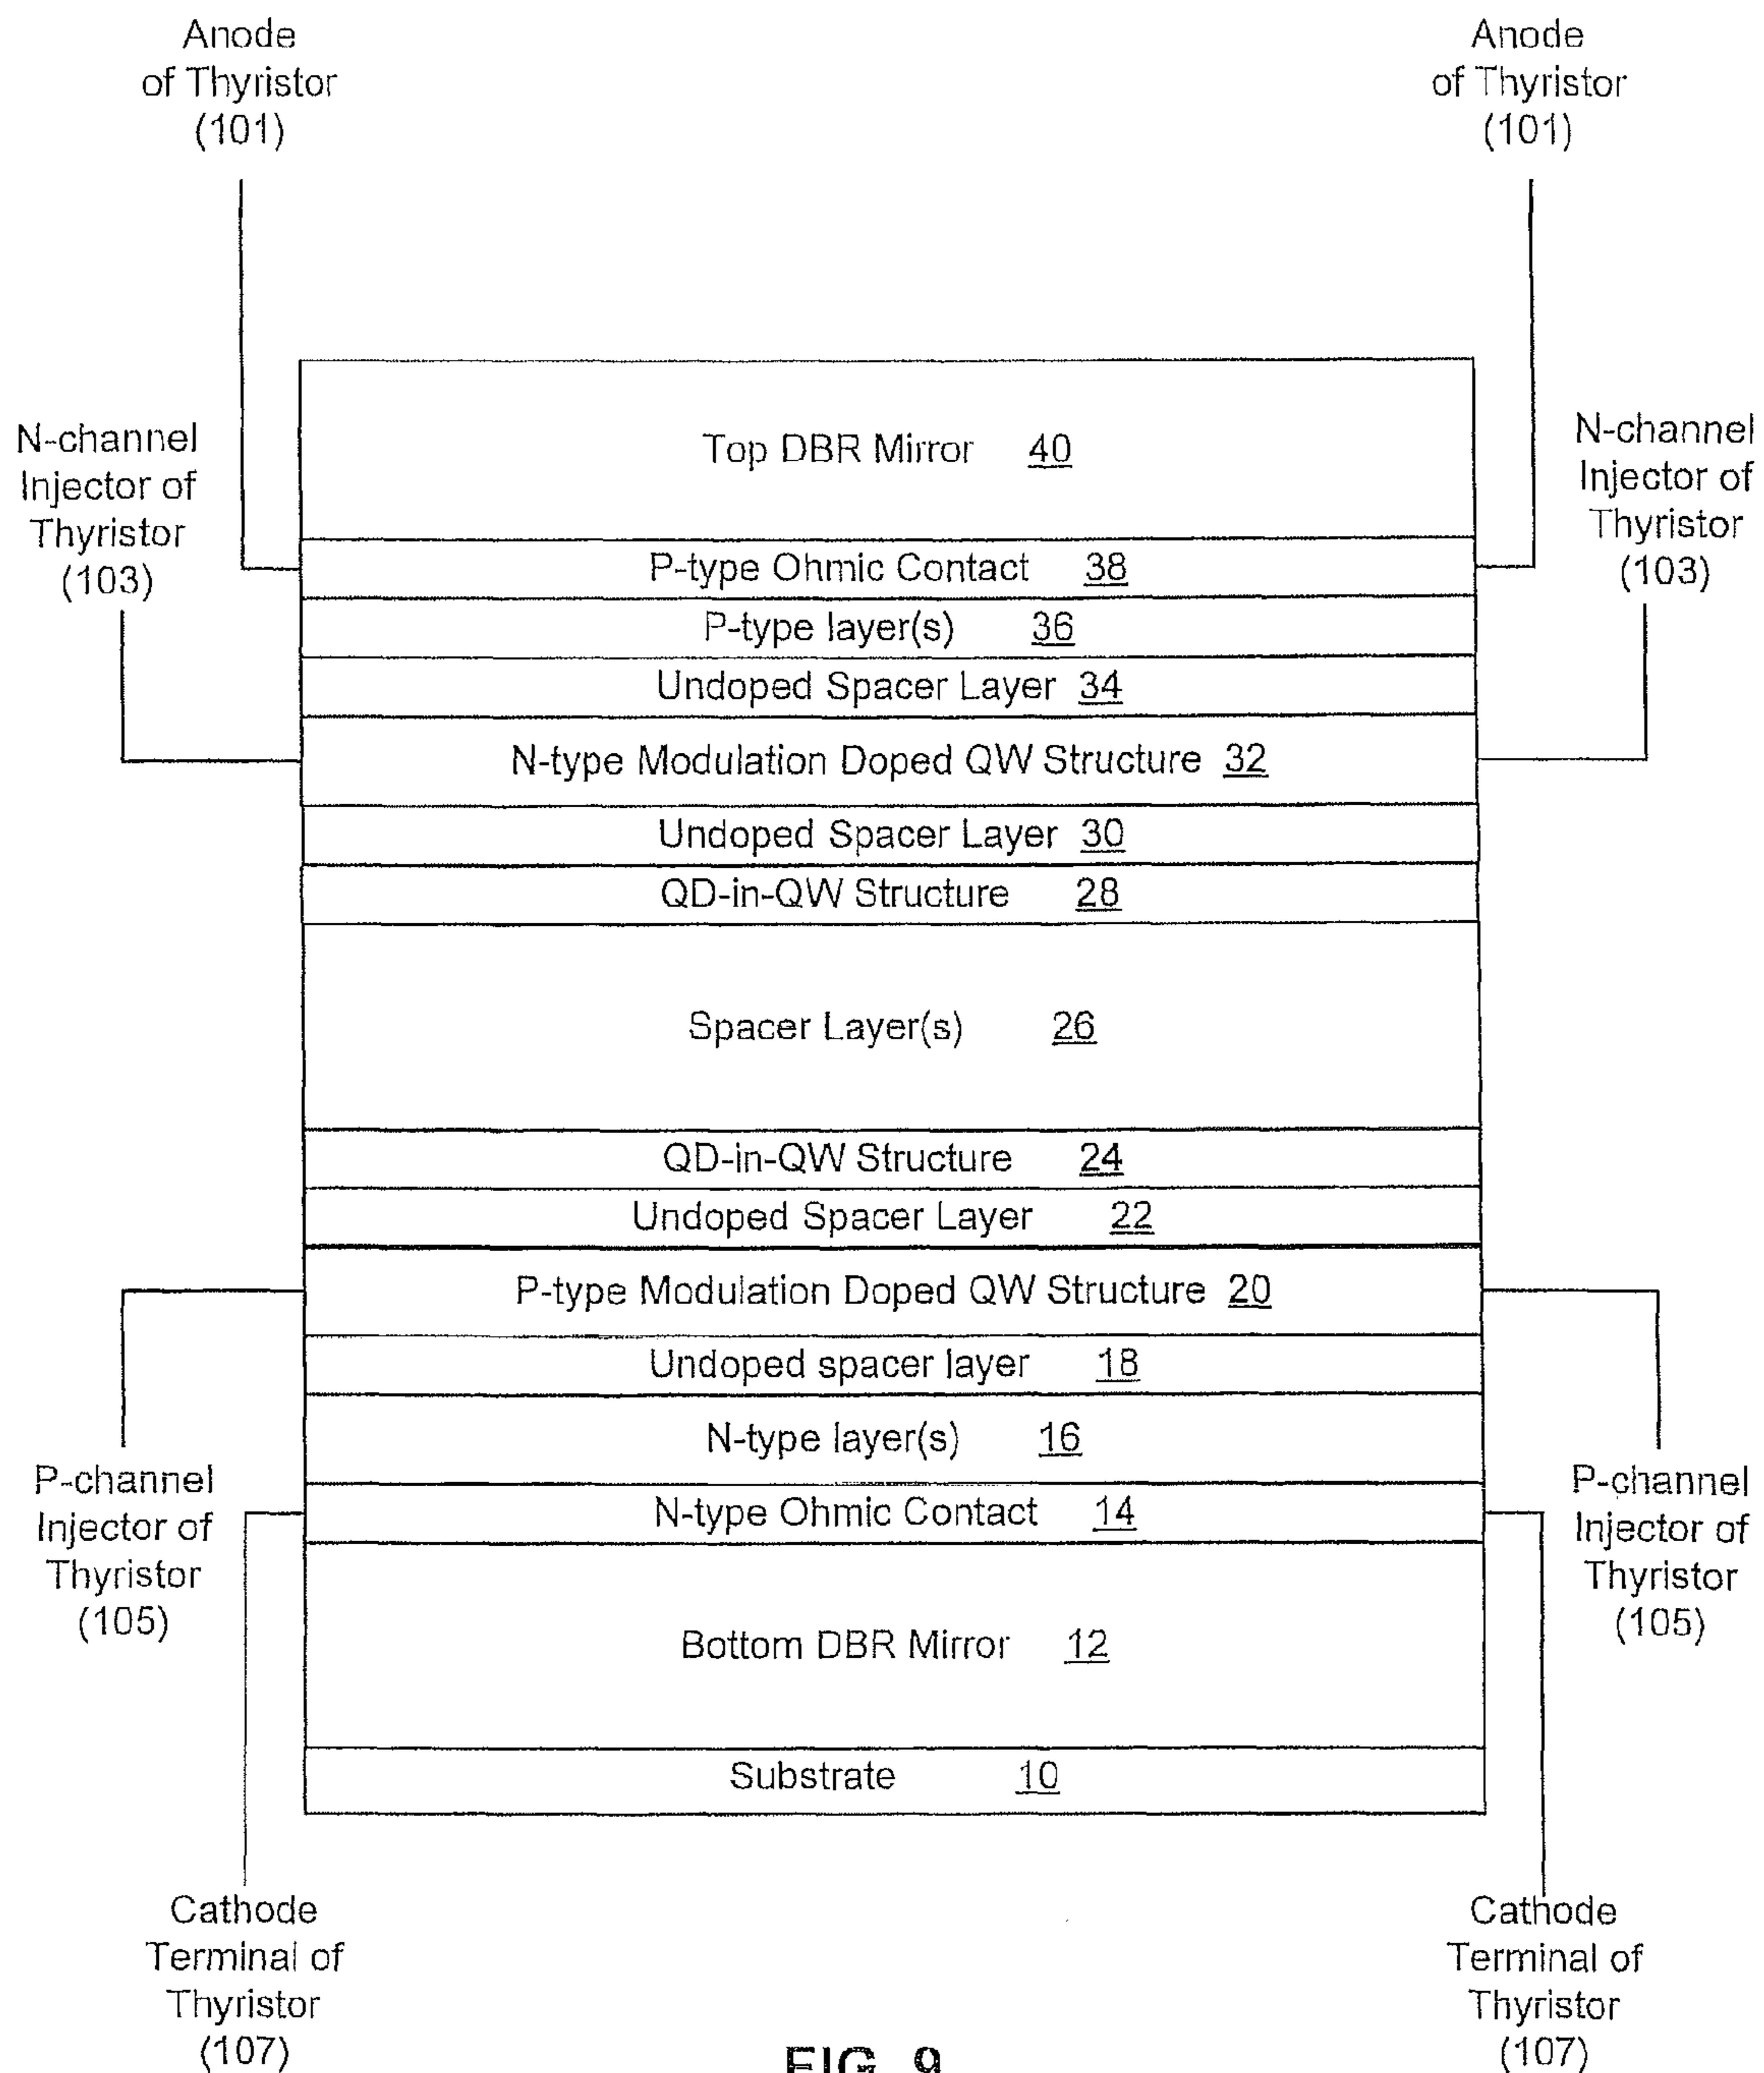 Anode
of Thyristor
(101)
Anode
of Thyristor
(101)
N-channel
Injector of
Thyristor
(103)
N-channel
Injector of
Thyristor
(103)
Top DBR Mirror 40
P-type Ohmic Contact 38
P-type layer(s) 36
Undoped Spacer Layer 34
N-type Modulation Doped QW Structure 32
Undoped Spacer Layer 30
QD-in-QW Structure 28
Spacer Layer(s) 26
QD-in-QW Structure 24
Undoped Spacer Layer 22
P-type Modulation Doped QW Structure 20
Undoped spacer layer 18
N-type layer(s) 16
N-type Ohmic Contact 14
Bottom DBR Mirror 12
Substrate 10
P-channel
Injector of
Thyristor
(105)
P-channel
Injector of
Thyristor
(105)
Cathode
Terminal of
Thyristor
(107)
Cathode
Terminal of
Thyristor
(107)
FIG. 9